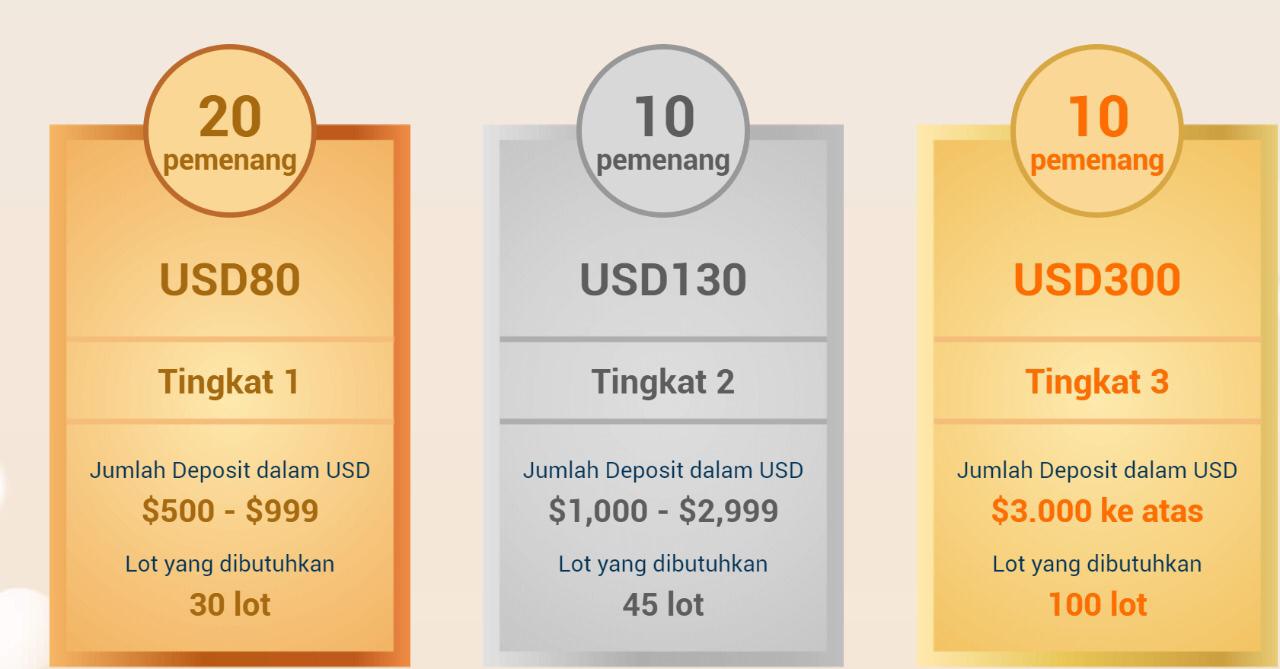 20
pemenang
USD80
Tingkat 1
Jumlah Deposit dalam USD
$500 - $999
Lot yang dibutuhkan
30 lot
10
pemenang
USD130
Tingkat 2
Jumlah Deposit dalam USD
$1,000 - $2,999
Lot yang dibutuhkan
45 lot
10
pemenang
USD300
Tingkat 3
Jumlah Deposit dalam USD
$3.000 ke atas
Lot yang dibutuhkan
100 lot